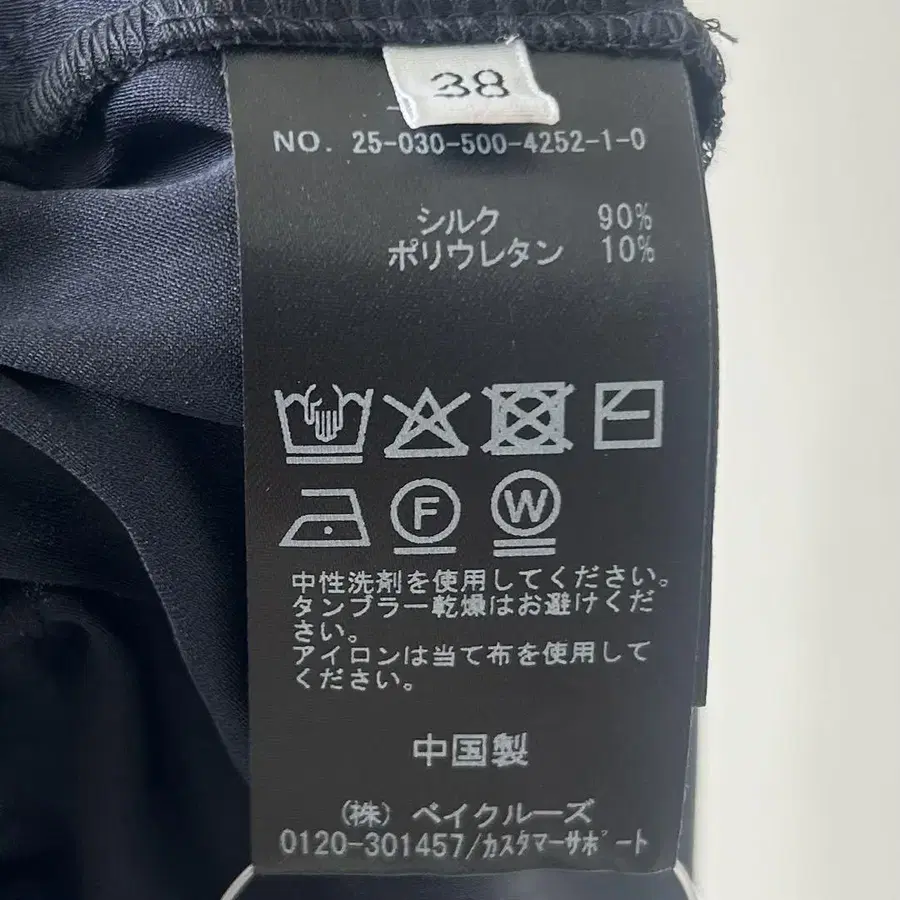 38
NO. 25-030-500-4252-1-0
シルク 90%
ポリウレタン 10%
F W
中性洗剤を使用してください。
タンブラー乾燥はお避けくだ
さい。
アイロンは当て布を使用して
ください。
中国製
(株) ベイクルーズ
0120-301457/カスタマーサポート